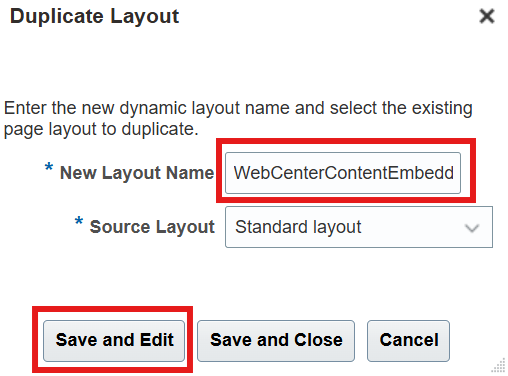 Duplicate Layout
Enter the new dynamic layout name and select the existing
page layout to duplicate.
* New Layout Name WebCenterContentEmbedd
* Source Layout Standard layout
Save and Edit Save and Close Cancel